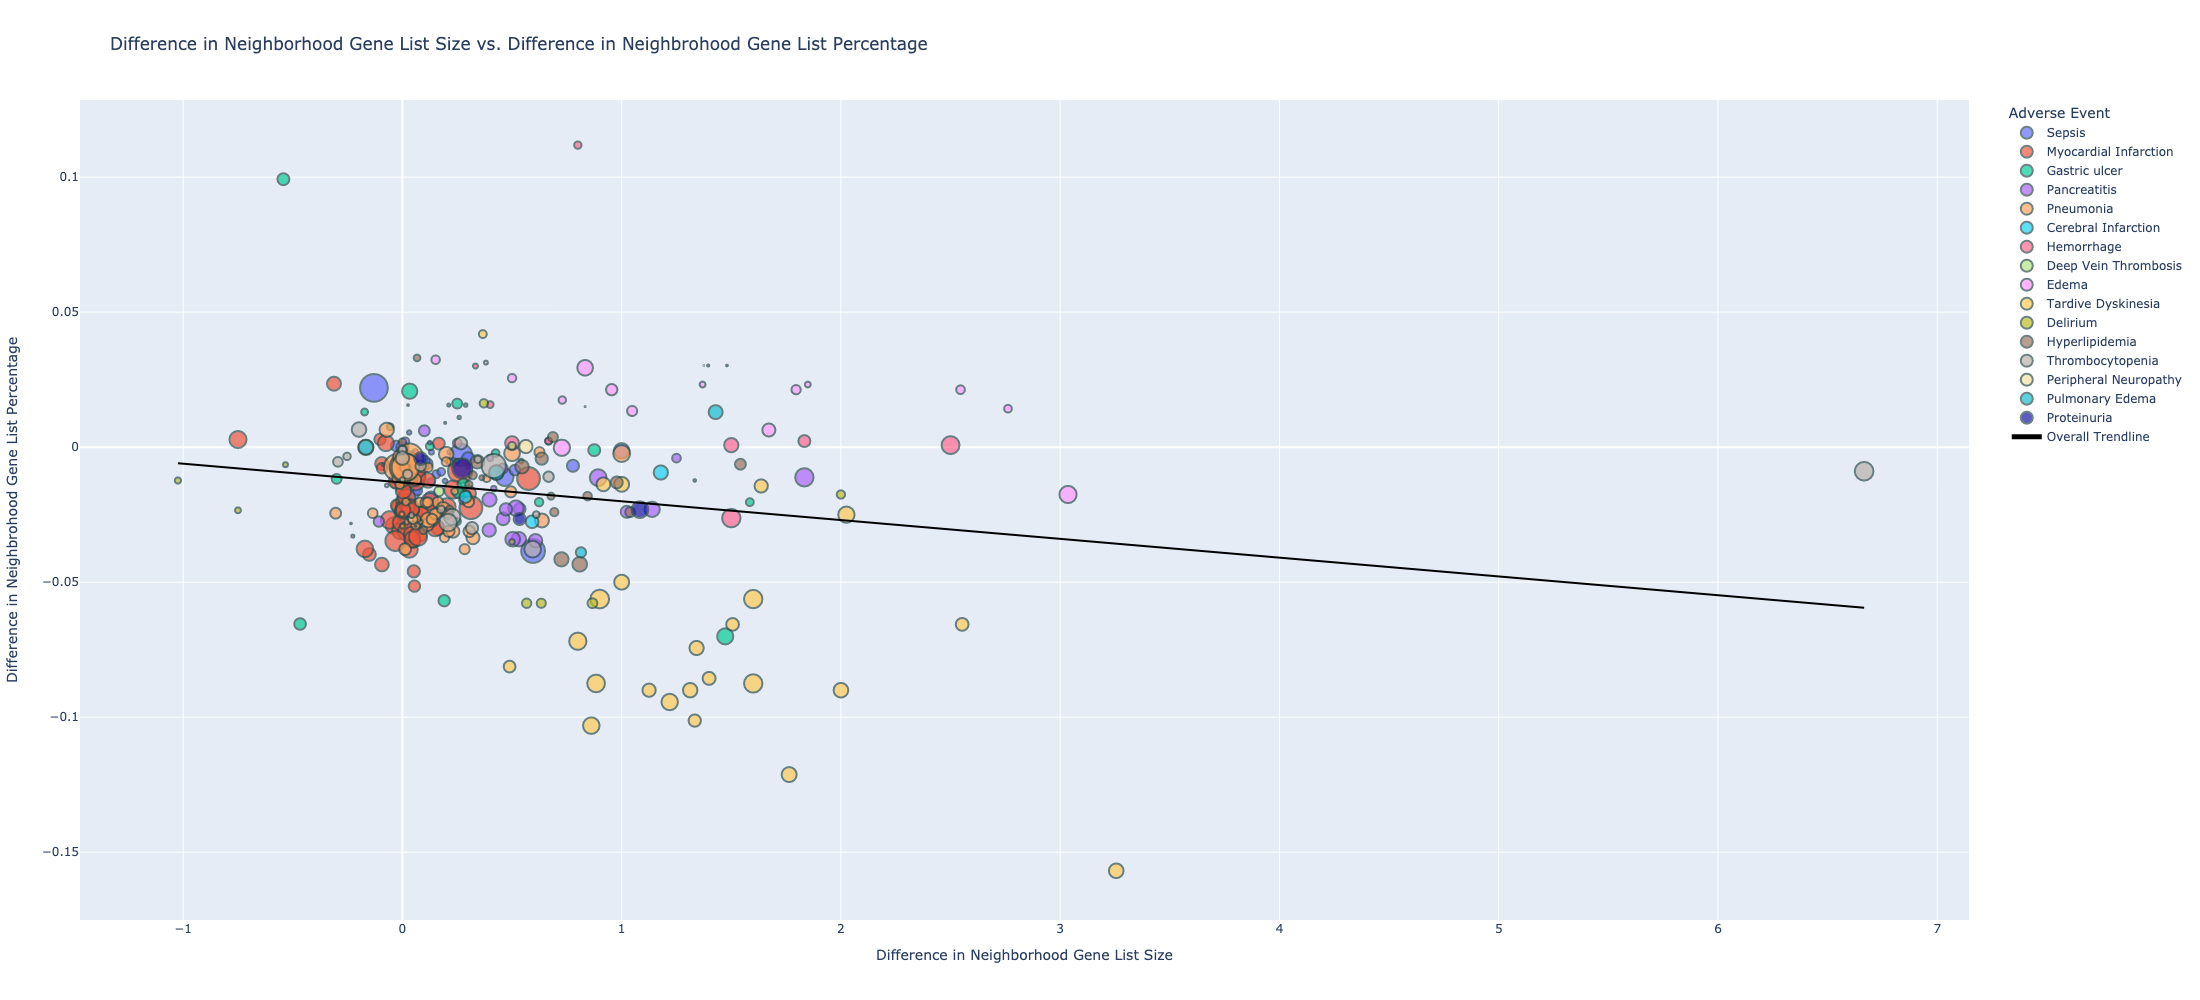 Difference in Neighborhood Gene List Size vs. Difference in Neighbrohood Gene List Percentage
Difference in Neighbrohood Gene List Percentage
0.1
0.05
0
−0.05
−0.1
−0.15
−1
0
1
2
3
4
5
6
7
Difference in Neighborhood Gene List Size
Adverse Event
Sepsis
Myocardial Infarction
Gastric ulcer
Pancreatitis
Pneumonia
Cerebral Infarction
Hemorrhage
Deep Vein Thrombosis
Edema
Tardive Dyskinesia
Delirium
Hyperlipidemia
Thrombocytopenia
Peripheral Neuropathy
Pulmonary Edema
Proteinuria
Overall Trendline